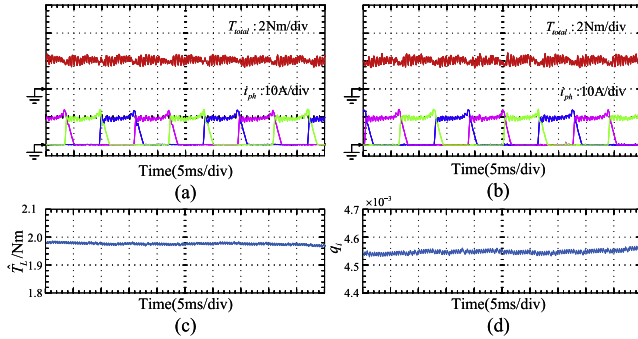 T_total : 2Nm/div
i_ph : 10A/div
Time(5ms/div)
(a)
T_total : 2Nm/div
i_ph : 10A/div
Time(5ms/div)
(b)
2.1
2.0
1.9
1.8
T̂_L /Nm
Time(5ms/div)
(c)
×10⁻³
4.7
4.6
4.5
4.4
q_i
Time(5ms/div)
(d)